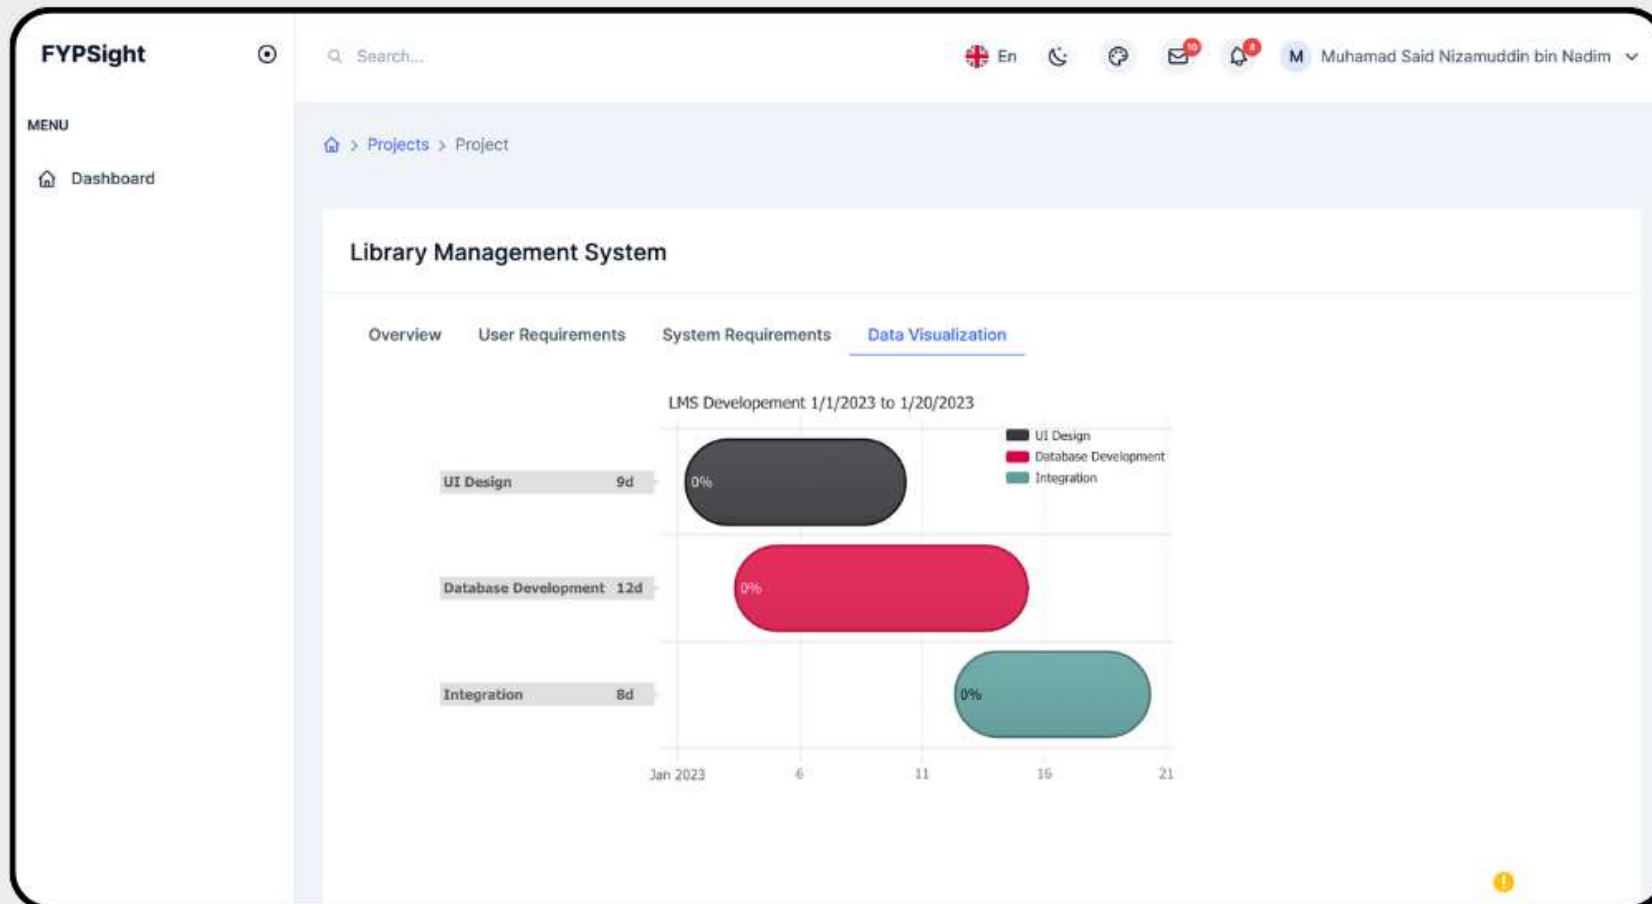 FYPSight
Search...
En
10
4
M
Muhamad Said Nizamuddin bin Nadim
MENU
Dashboard
> Projects > Project
Library Management System
Overview User Requirements System Requirements Data Visualization
LMS Developement 1/1/2023 to 1/20/2023
UI Design
Database Development
Integration
UI Design 9d
0%
Database Development 12d
0%
Integration 8d
0%
Jan 2023 6 11 16 21